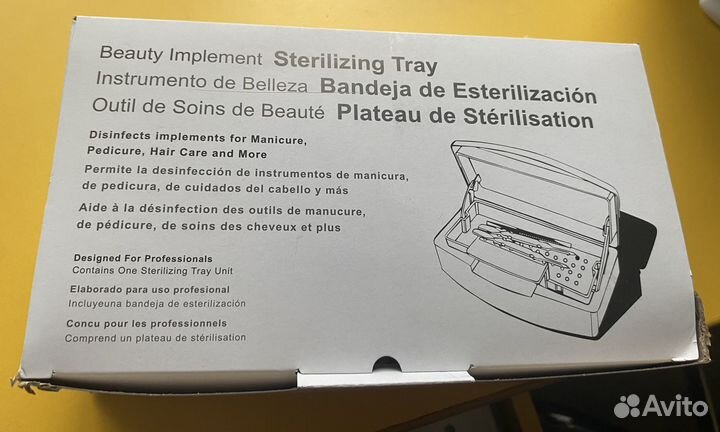 Beauty Implement Sterilizing Tray
Instrumento de Belleza Bandeja de Esterilización
Outil de Soins de Beauté Plateau de Stérilisation
Disinfects implements for Manicure,
Pedicure, Hair Care and More
Permite la desinfección de instrumentos de manicura,
de pedicura, de cuidados del cabello y más
Aide à la désinfection des outils de manucure,
de pédicure, de soins des cheveux et plus
Designed For Professionals
Contains One Sterilizing Tray Unit
Elaborado para uso profesional
Incluyeuna bandeja de esterilización
Concu pour les professionnels
Comprend un plateau de stérilisation
Avito